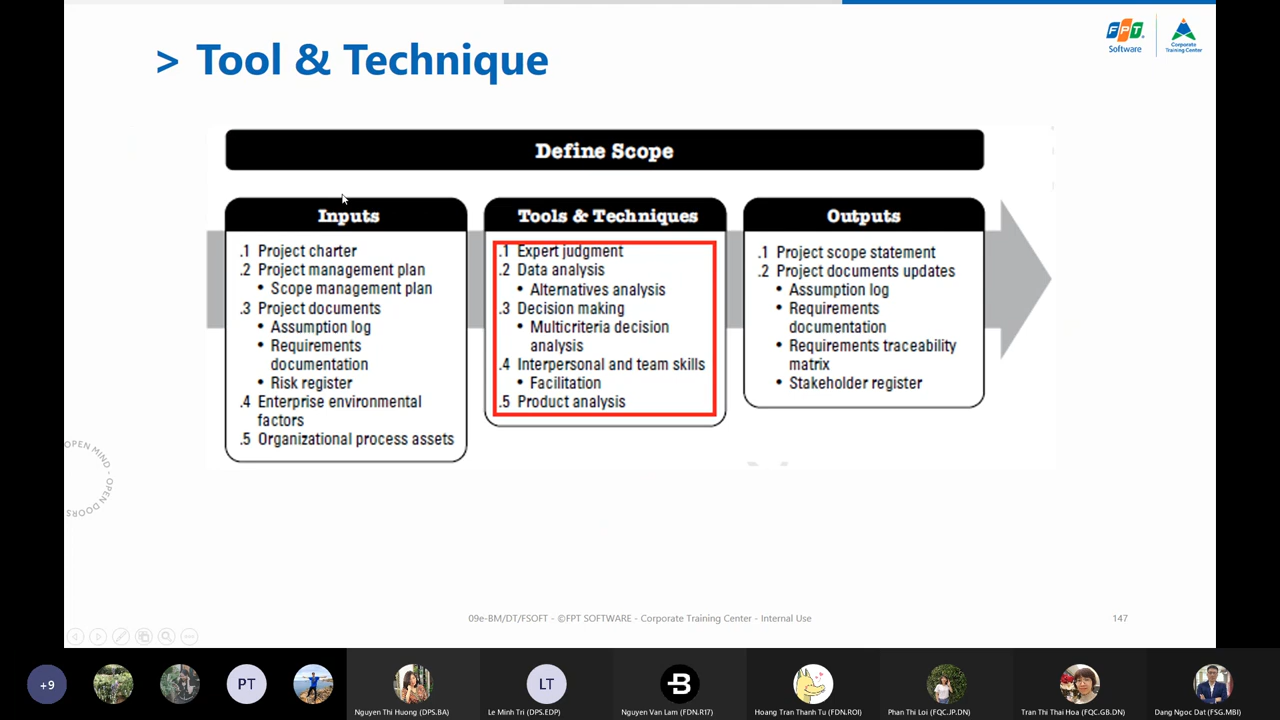 > Tool & Technique
FPT
Software
Corporate
Training Center
Define Scope
Inputs
.1 Project charter
.2 Project management plan
• Scope management plan
.3 Project documents
• Assumption log
• Requirements
documentation
• Risk register
.4 Enterprise environmental
factors
.5 Organizational process assets
Tools & Techniques
.1 Expert judgment
.2 Data analysis
• Alternatives analysis
.3 Decision making
• Multicriteria decision
analysis
.4 Interpersonal and team skills
• Facilitation
.5 Product analysis
Outputs
.1 Project scope statement
.2 Project documents updates
• Assumption log
• Requirements
documentation
• Requirements traceability
matrix
• Stakeholder register
OPEN MIND - OPEN DOORS
09e-BM/DT/FSOFT - ©FPT SOFTWARE - Corporate Training Center - Internal Use
147
+9
PT
LT
B
Nguyen Thi Huong (DPS.BA)
Le Minh Tri (DPS.EDP)
Nguyen Van Lam (FDN.R17)
Hoang Tran Thanh Tu (FDN.ROI)
Phan Thi Loi (FQC.JP.DN)
Tran Thi Thai Hoa (FQC.GB.DN)
Dang Ngoc Dat (FSG.MBI)